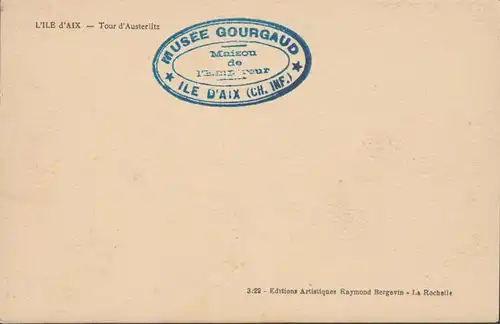 L'ILE d'AIX — Tour d'Austerlitz
MUSÉE GOURGAUD
Maison
de
l'Empereur
★ ILE D'AIX (CH. INF.) ★
3:22 - Editions Artistiques Raymond Bergevin - La Rochelle